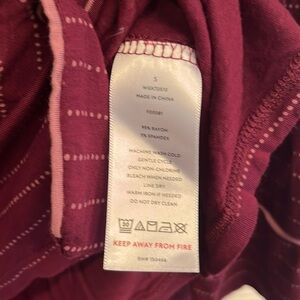 S
MADE IN CHINA
95% RAYON
5% SPANDEX
MACHINE WASH COLD
GENTLE CYCLE
ONLY NON-CHLORINE
BLEACH WHEN NEEDED
LINE DRY
WARM IRON IF NEEDED
DO NOT DRY CLEAN
30
KEEP AWAY FROM FIRE